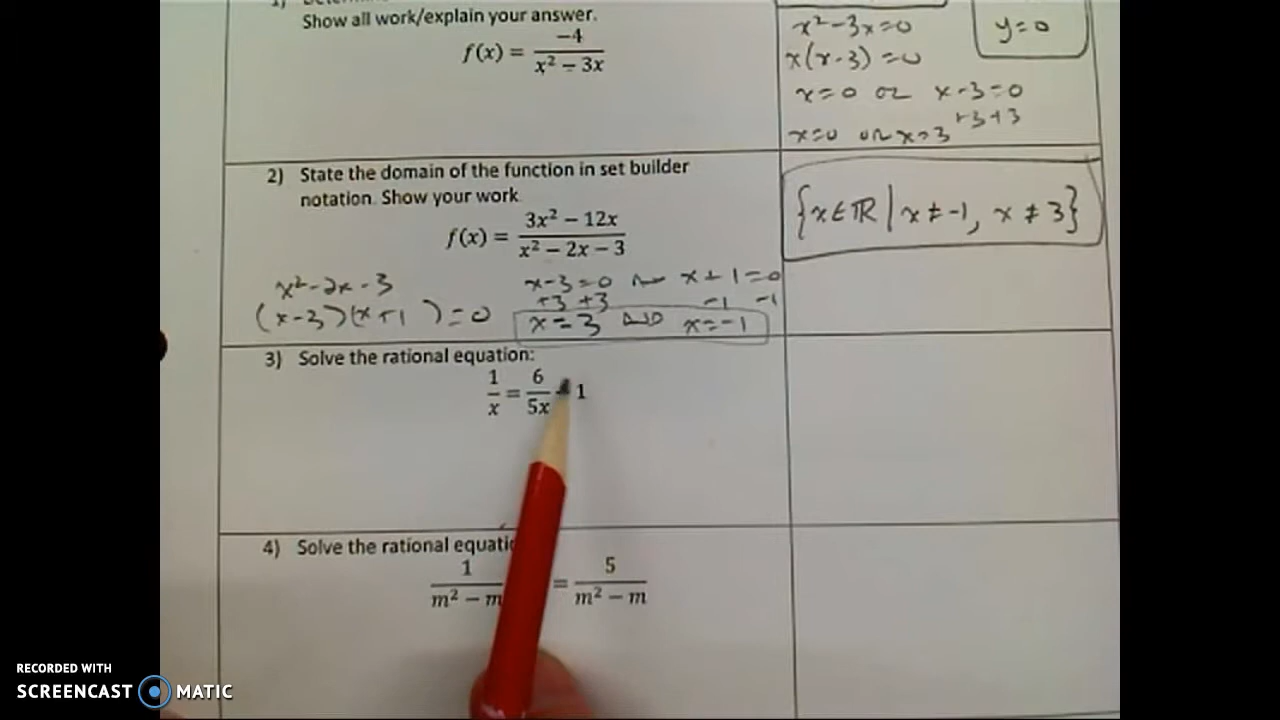 Show all work/explain your answer.
f(x) = -4 / x² - 3x
x² - 3x = 0
x(x - 3) = 0
x = 0 or x - 3 = 0
+3 +3
x = 0 or x = 3
y = 0
2) State the domain of the function in set builder
notation. Show your work
f(x) = 3x² - 12x / x² - 2x - 3
x² - 2x - 3
(x - 3)(x + 1) = 0
x - 3 = 0 x + 1 = 0
+3 +3 -1 -1
x = 3 AND x = -1
{x ∈ ℝ | x ≠ -1, x ≠ 3}
3) Solve the rational equation:
1/x = 6/5x 1
4) Solve the rational
1 / m² - m = 5 / m² - m
RECORDED WITH
SCREENCAST MATIC